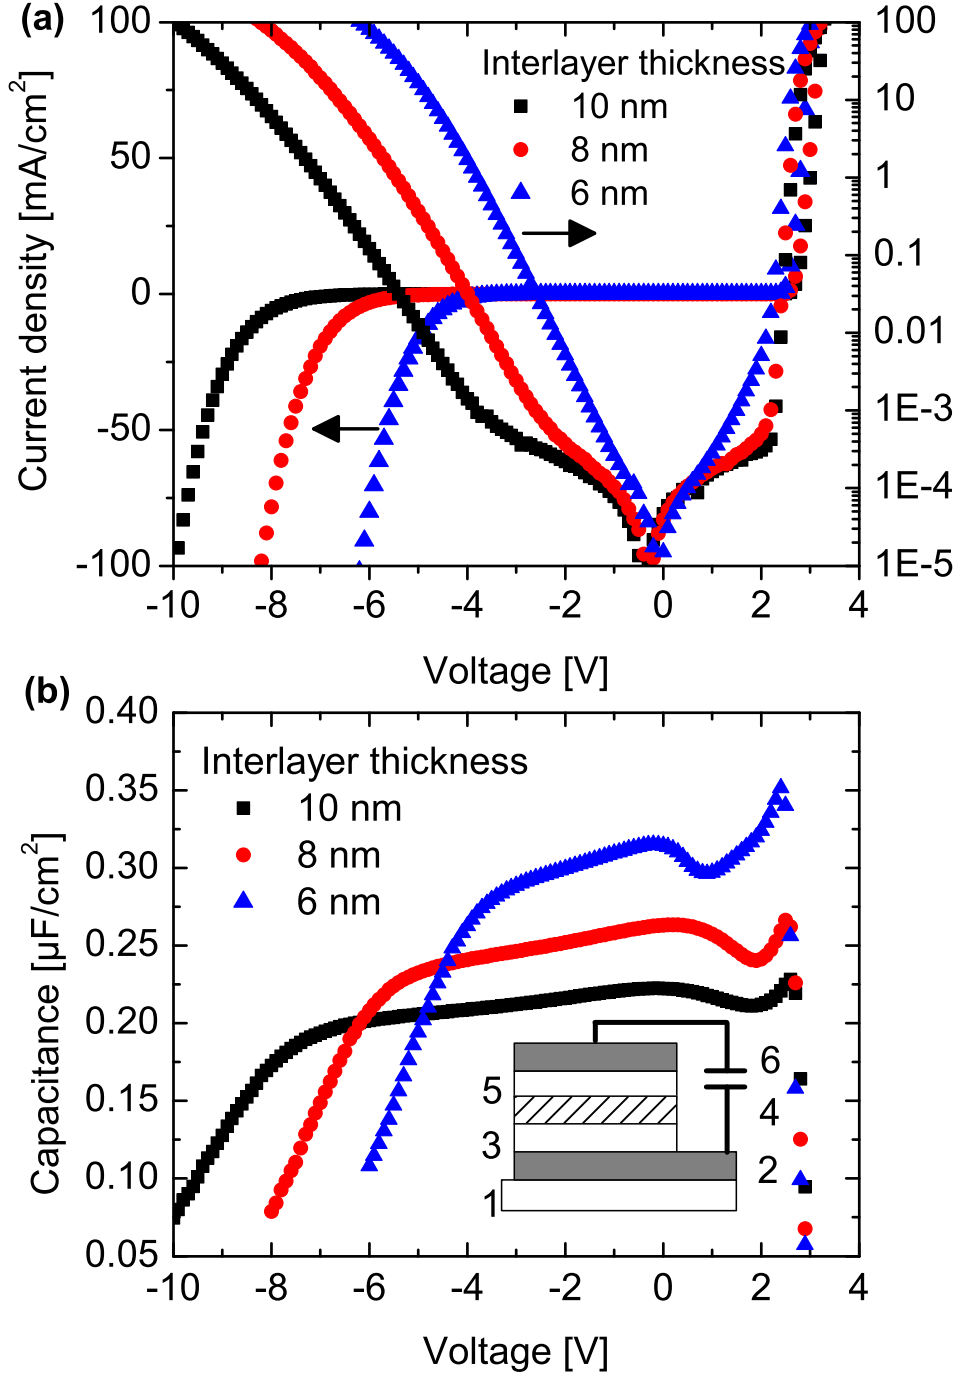 (a)
100
50
0
-50
-100
Current density [mA/cm²]
Interlayer thickness
10 nm
8 nm
6 nm
100
10
1
0.1
0.01
1E-3
1E-4
1E-5
-10 -8 -6 -4 -2 0 2 4
Voltage [V]
(b)
0.40
0.35
0.30
0.25
0.20
0.15
0.10
0.05
Capacitance [µF/cm²]
Interlayer thickness
10 nm
8 nm
6 nm
6
5
4
3
2
1
-10 -8 -6 -4 -2 0 2 4
Voltage [V]